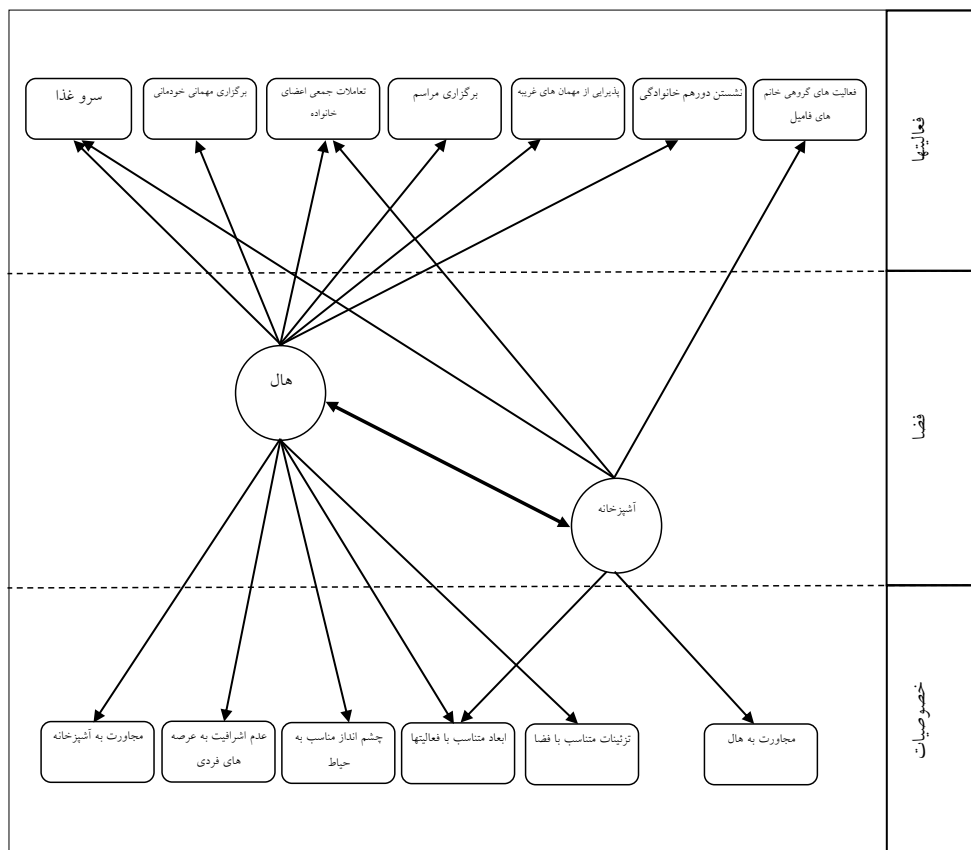 فعالیتها
فعالیت های گروهی خانم
های فامیل
نشستن دورهم خانوادگی
پذیرایی از مهمان های غریبه
برگزاری مراسم
تعاملات جمعی اعضای
خانواده
برگزاری مهمانی خودمانی
سرو غذا
فضا
هال
آشپزخانه
خصوصیات
مجاورت به هال
تزئینات متناسب با فضا
ابعاد متناسب با فعالیتها
چشم انداز مناسب به
حیاط
عدم اشرافیت به عرصه
های فردی
مجاورت به آشپزخانه